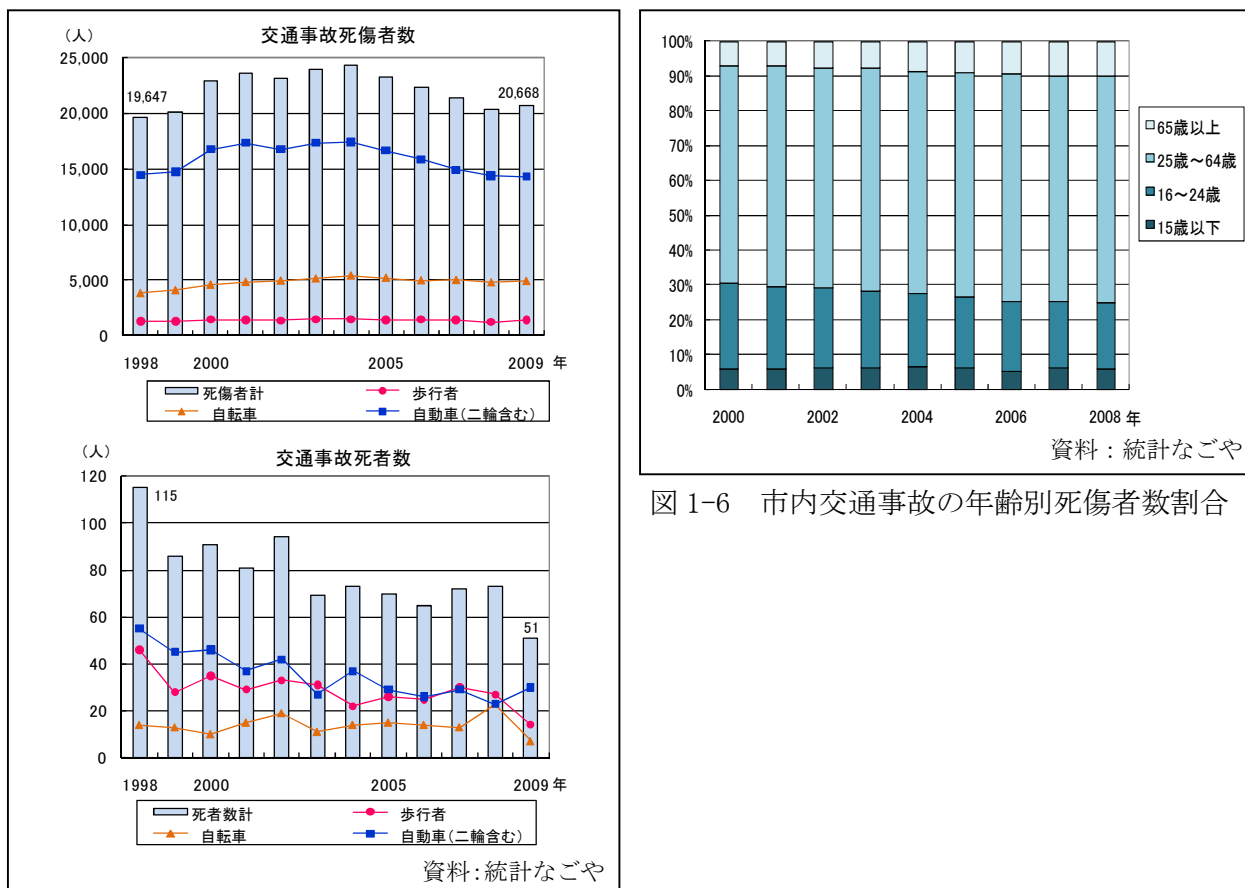 交通事故死傷者数
(人)
25,000
20,000
15,000
10,000
5,000
0
19,647
20,668
1998
2000
2005
2009 年
死傷者計
歩行者
自転車
自動車(二輪含む)
交通事故死者数
(人)
120
100
80
60
40
20
0
115
51
1998
2000
2005
2009 年
死者数計
歩行者
自転車
自動車(二輪含む)
資料:統計なごや
100%
90%
80%
70%
60%
50%
40%
30%
20%
10%
0%
2000
2002
2004
2006
2008 年
65歳以上
25歳~64歳
16~24歳
15歳以下
資料:統計なごや
図 1-6 市内交通事故の年齢別死傷者数割合